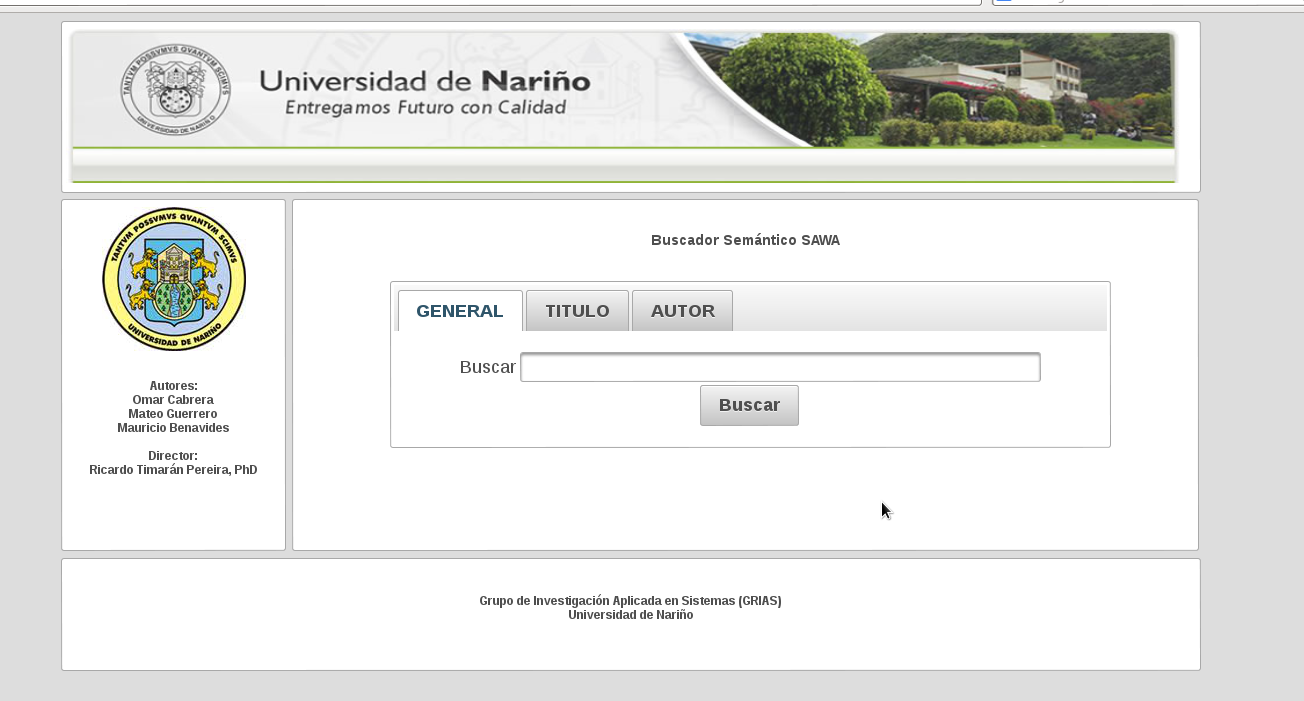 TANTVM POSSVMVS QVANTVM SCIMVS
UNIVERSIDAD DE NARIÑO
Universidad de Nariño
Entregamos Futuro con Calidad
TANTVM POSSVMVS QVANTVM SCIMVS
UNIVERSIDAD DE NARIÑO
Autores:
Omar Cabrera
Mateo Guerrero
Mauricio Benavides
Director:
Ricardo Timarán Pereira, PhD
Buscador Semántico SAWA
GENERAL TITULO AUTOR
Buscar
Buscar
Grupo de Investigación Aplicada en Sistemas (GRIAS)
Universidad de Nariño